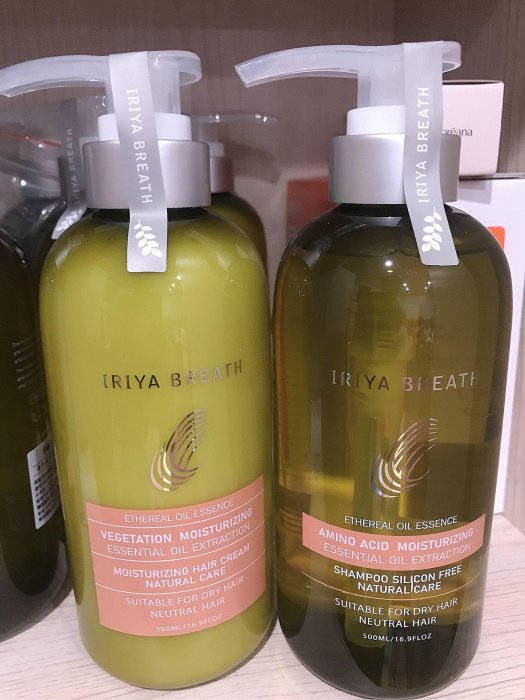 IRIYA BREATH
IRIYA BREATH
ETHEREAL OIL ESSENCE
VEGETATION MOISTURIZING
ESSENTIAL OIL EXTRACTION
MOISTURIZING HAIR CREAM
NATURAL CARE
SUITABLE FOR DRY HAIR
NEUTRAL HAIR
500ML/16.9FLOZ
IRIYA BREATH
IRIYA BREATH
ETHEREAL OIL ESSENCE
AMINO ACID MOISTURIZING
ESSENTIAL OIL EXTRACTION
SHAMPOO SILICON FREE
NATURAL CARE
SUITABLE FOR DRY HAIR
NEUTRAL HAIR
500ML/16.9FLOZ